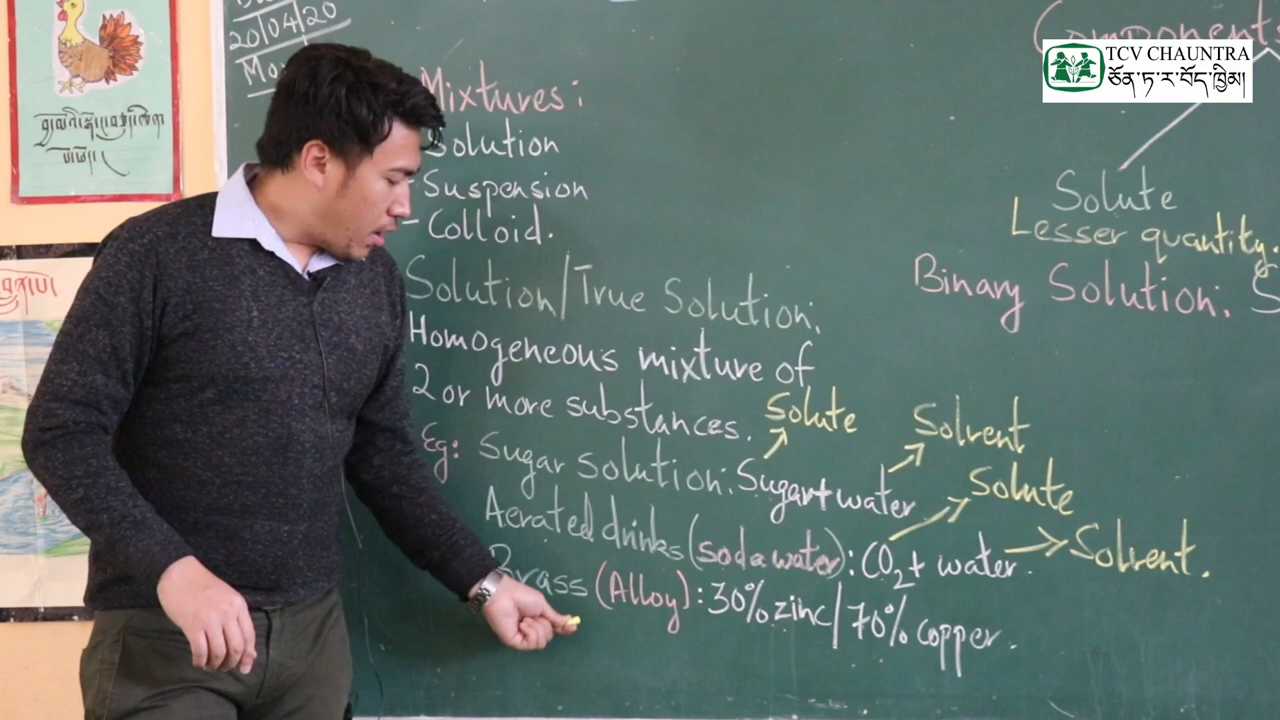 20/04/20
Mixtures:
Solution
- Suspension
- Colloid.
Solution/True Solution:
Homogeneous mixture of
2 or more substances.
Eg: Sugar solution: Sugar + water
Solute
Solvent
Aerated drinks (soda water): CO₂ + water.
Solute
Solvent.
Brass (Alloy): 30% zinc/70% copper.
Components
Solute
Lesser quantity.
Binary Solution: S
TCV CHAUNTRA